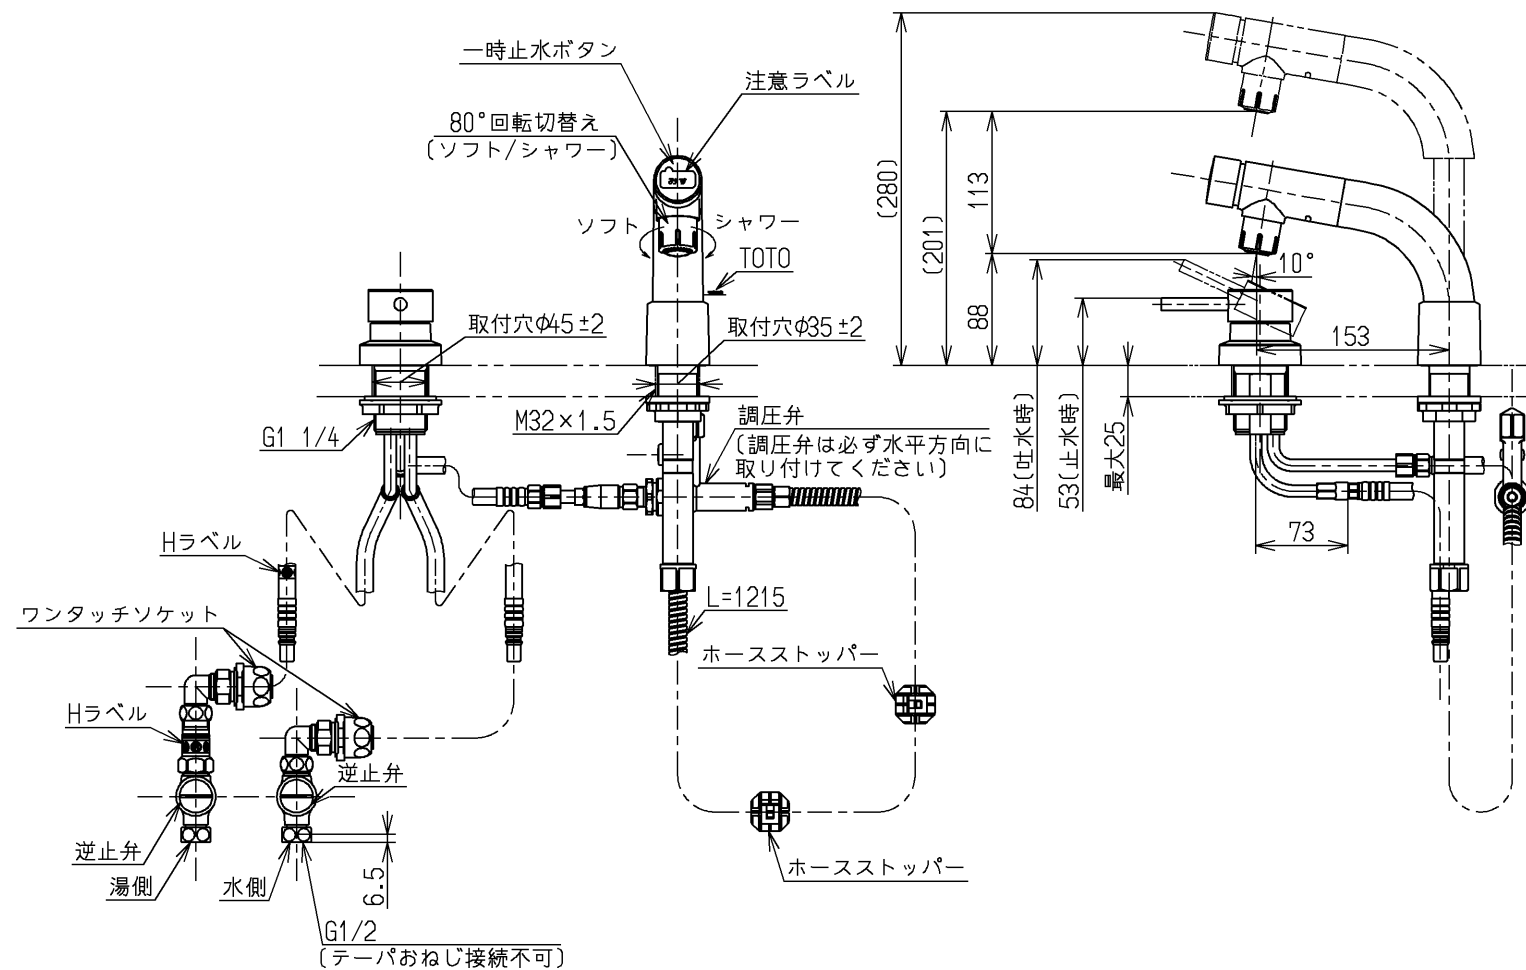 一時止水ボタン
注意ラベル
80°回転切替え
(ソフト/シャワー)
ソフト
シャワー
TOTO
取付穴φ45±2
取付穴φ35±2
M32×1.5
G1 1/4
調圧弁
(調圧弁は必ず水平方向に
取り付けてください)
Hラベル
ワンタッチソケット
L=1215
ホースストッパー
Hラベル
逆止弁
逆止弁
湯側
水側
6.5
ホースストッパー
G1/2
(テーパおねじ接続不可)
(280)
(201)
113
88
10°
153
84(吐水時)
53(止水時)
最大25
73